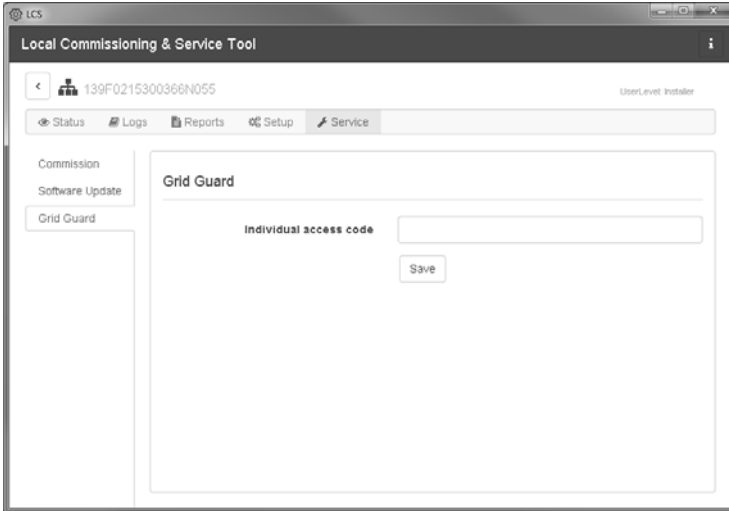 LCS
Local Commissioning & Service Tool
i
139F0215300366N055
UserLevel: Installer
Status Logs Reports Setup Service
Commission
Software Update
Grid Guard
Grid Guard
Individual access code
Save